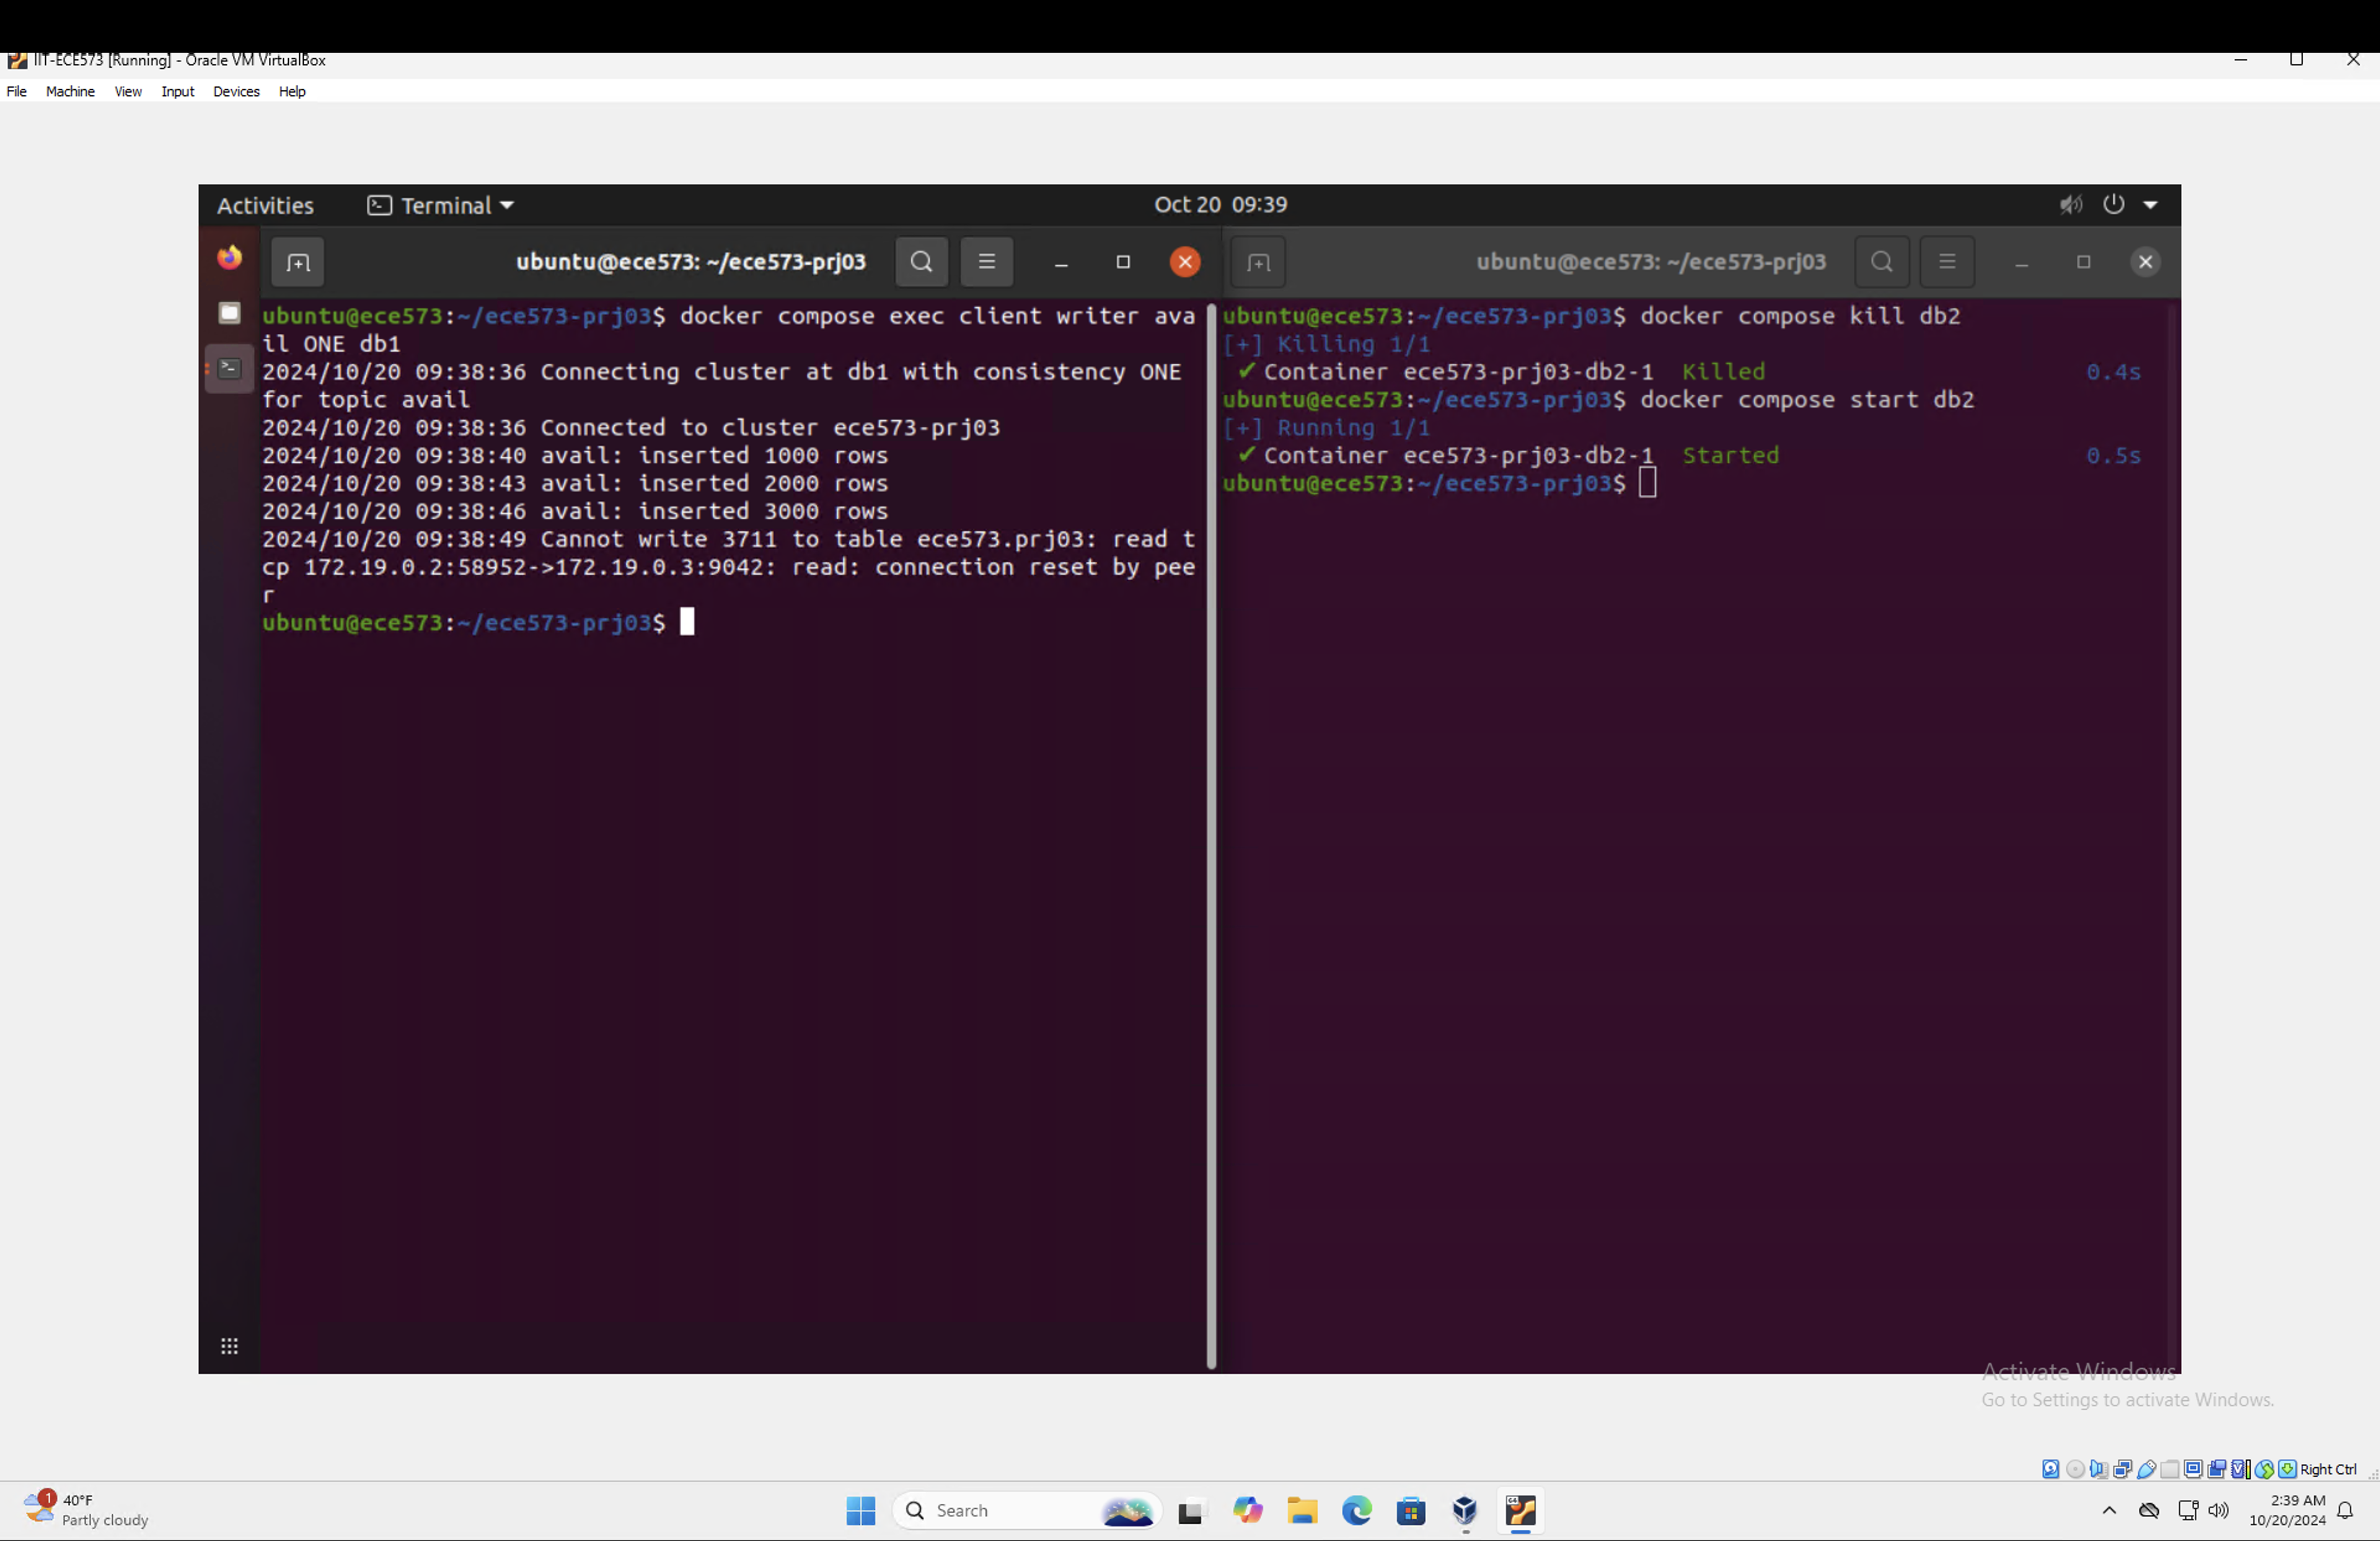 IIT-ECE573 [Running] - Oracle VM VirtualBox
File Machine View Input Devices Help
Activities Terminal Oct 20 09:39
ubuntu@ece573: ~/ece573-prj03
ubuntu@ece573:~/ece573-prj03$ docker compose exec client writer ava
il ONE db1
2024/10/20 09:38:36 Connecting cluster at db1 with consistency ONE
for topic avail
2024/10/20 09:38:36 Connected to cluster ece573-prj03
2024/10/20 09:38:40 avail: inserted 1000 rows
2024/10/20 09:38:43 avail: inserted 2000 rows
2024/10/20 09:38:46 avail: inserted 3000 rows
2024/10/20 09:38:49 Cannot write 3711 to table ece573.prj03: read t
cp 172.19.0.2:58952->172.19.0.3:9042: read: connection reset by pee
r
ubuntu@ece573:~/ece573-prj03$
ubuntu@ece573: ~/ece573-prj03
ubuntu@ece573:~/ece573-prj03$ docker compose kill db2
[+] Killing 1/1
✔ Container ece573-prj03-db2-1 Killed 0.4s
ubuntu@ece573:~/ece573-prj03$ docker compose start db2
[+] Running 1/1
✔ Container ece573-prj03-db2-1 Started 0.5s
ubuntu@ece573:~/ece573-prj03$
Activate Windows
Go to Settings to activate Windows.
Right Ctrl
1
40°F
Partly cloudy
Search
2:39 AM
10/20/2024